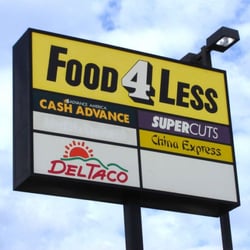 FOOD 4 LESS
ADVANCE AMERICA
CASH ADVANCE
SUPERCUTS
China Express
DEL TACO